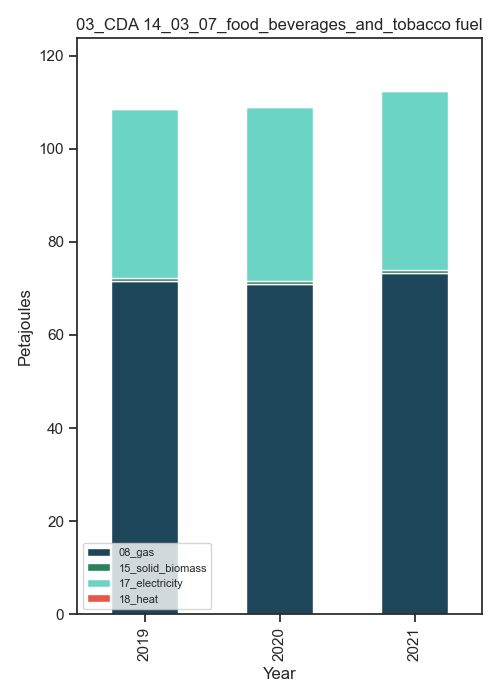 03_CDA 14_03_07_food_beverages_and_tobacco fuel
120
100
80
60
40
20
0
Petajoules
08_gas
15_solid_biomass
17_electricity
18_heat
2019
2020
2021
Year